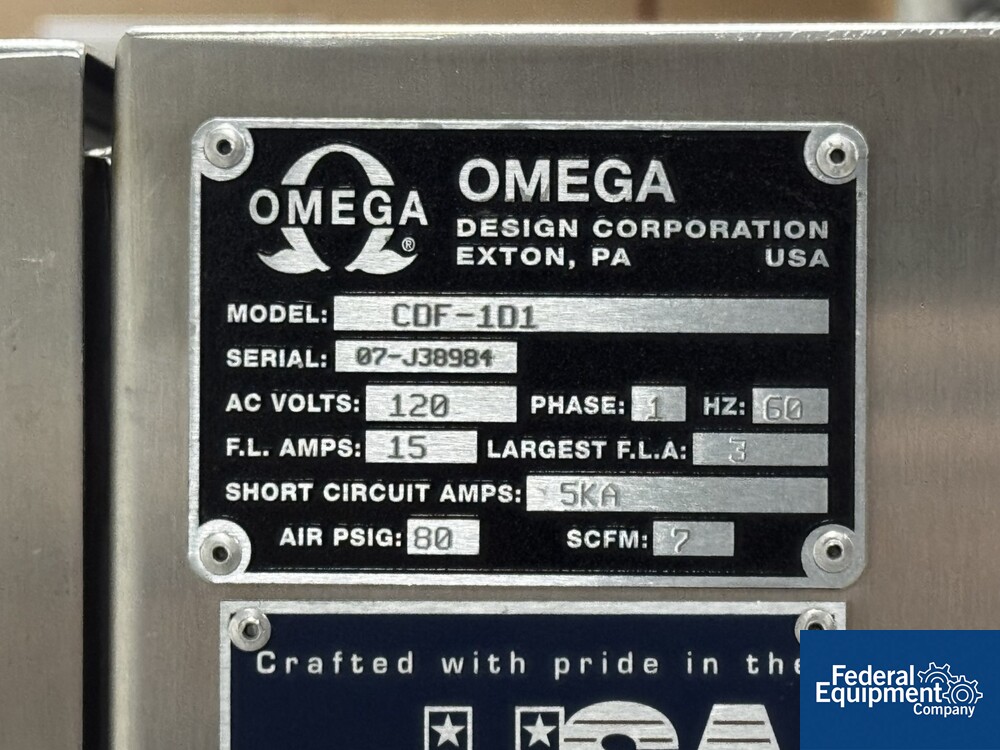 OMEGA®
OMEGA
DESIGN CORPORATION
EXTON, PA USA
MODEL: CDF-1D1
SERIAL: 07-J38984
AC VOLTS: 120 PHASE: 1 HZ: 60
F.L. AMPS: 15 LARGEST F.L.A: 3
SHORT CIRCUIT AMPS: 5KA
AIR PSIG: 80 SCFM: 7
Crafted with pride in the
USA
Federal
Equipment
Company